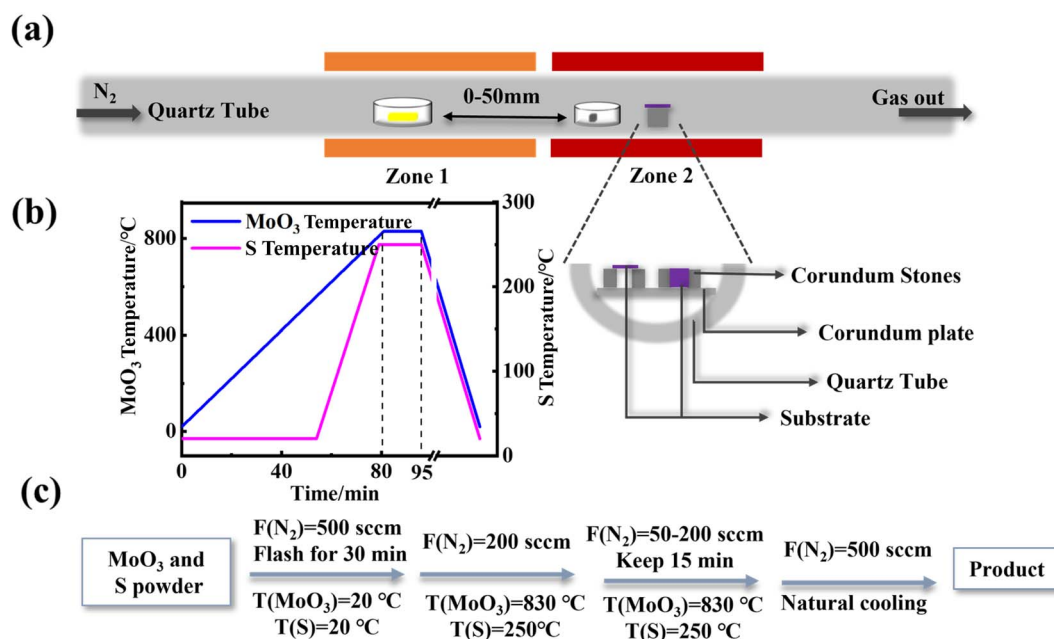 (a)
N₂
Quartz Tube
0-50mm
Gas out
Zone 1
Zone 2
(b)
MoO₃ Temperature
S Temperature
MoO₃ Temperature/°C
800
400
0
0
40
80
95
Time/min
300
200
100
0
S Temperature/°C
Corundum Stones
Corundum plate
Quartz Tube
Substrate
(c)
MoO₃ and
S powder
F(N₂)=500 sccm
Flash for 30 min
T(MoO₃)=20 °C
T(S)=20 °C
F(N₂)=200 sccm
T(MoO₃)=830 °C
T(S)=250°C
F(N₂)=50-200 sccm
Keep 15 min
T(MoO₃)=830 °C
T(S)=250 °C
F(N₂)=500 sccm
Natural cooling
Product